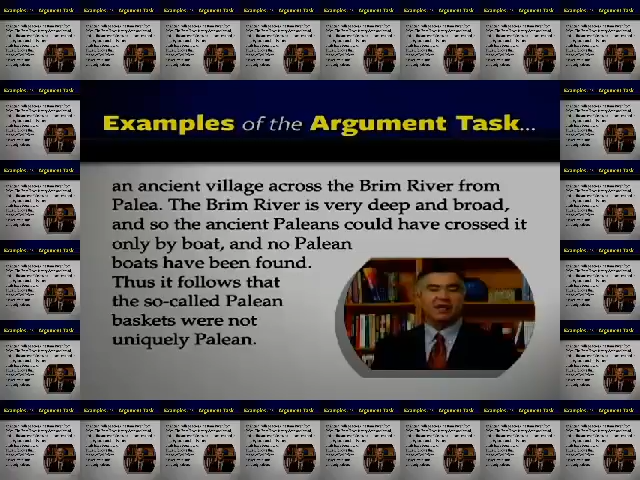 Examples of the Argument Task...
an ancient village across the Brim River from
Palea. The Brim River is very deep and broad,
and so the ancient Paleans could have crossed it
only by boat, and no Palean
boats have been found.
Thus it follows that
the so-called Palean
baskets were not
uniquely Palean.